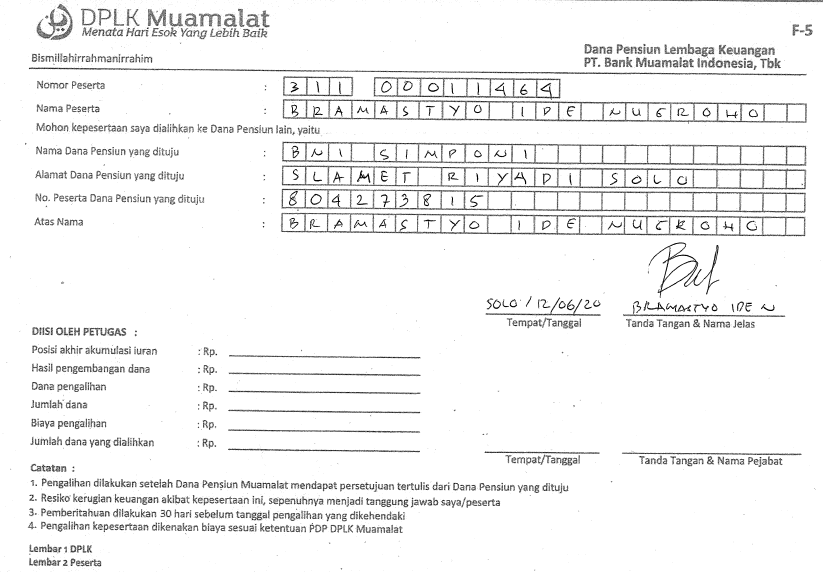 DPLK Muamalat
Menata Hari Esok Yang Lebih Baik
F-5
Bismillahirrahmanirrahim
Dana Pensiun Lembaga Keuangan
PT. Bank Muamalat Indonesia, Tbk
Nomor Peserta : 311 00011464
Nama Peserta : BRAMASTYO IDE NUGROHO
Mohon kepesertaan saya dialihkan ke Dana Pensiun lain, yaitu
Nama Dana Pensiun yang dituju : BNI SIMPONI
Alamat Dana Pensiun yang dituju : SLAMET RIYADI SOLO
No. Peserta Dana Pensiun yang dituju : 804273815
Atas Nama : BRAMASTYO IDE NUGROHO
SOLO / 12/06/20 BRAMASTYO IDE N
Tempat/Tanggal Tanda Tangan & Nama Jelas
DIISI OLEH PETUGAS :
Posisi akhir akumulasi iuran : Rp.
Hasil pengembangan dana : Rp.
Dana pengalihan : Rp.
Jumlah dana : Rp.
Biaya pengalihan : Rp.
Jumlah dana yang dialihkan : Rp.
Tempat/Tanggal Tanda Tangan & Nama Pejabat
Catatan :
1. Pengalihan dilakukan setelah Dana Pensiun Muamalat mendapat persetujuan tertulis dari Dana Pensiun yang dituju
2. Resiko kerugian keuangan akibat kepesertaan ini, sepenuhnya menjadi tanggung jawab saya/peserta
3. Pemberitahuan dilakukan 30 hari sebelum tanggal pengalihan yang dikehendaki
4. Pengalihan kepesertaan dikenakan biaya sesuai ketentuan PDP DPLK Muamalat
Lembar 1 DPLK
Lembar 2 Peserta